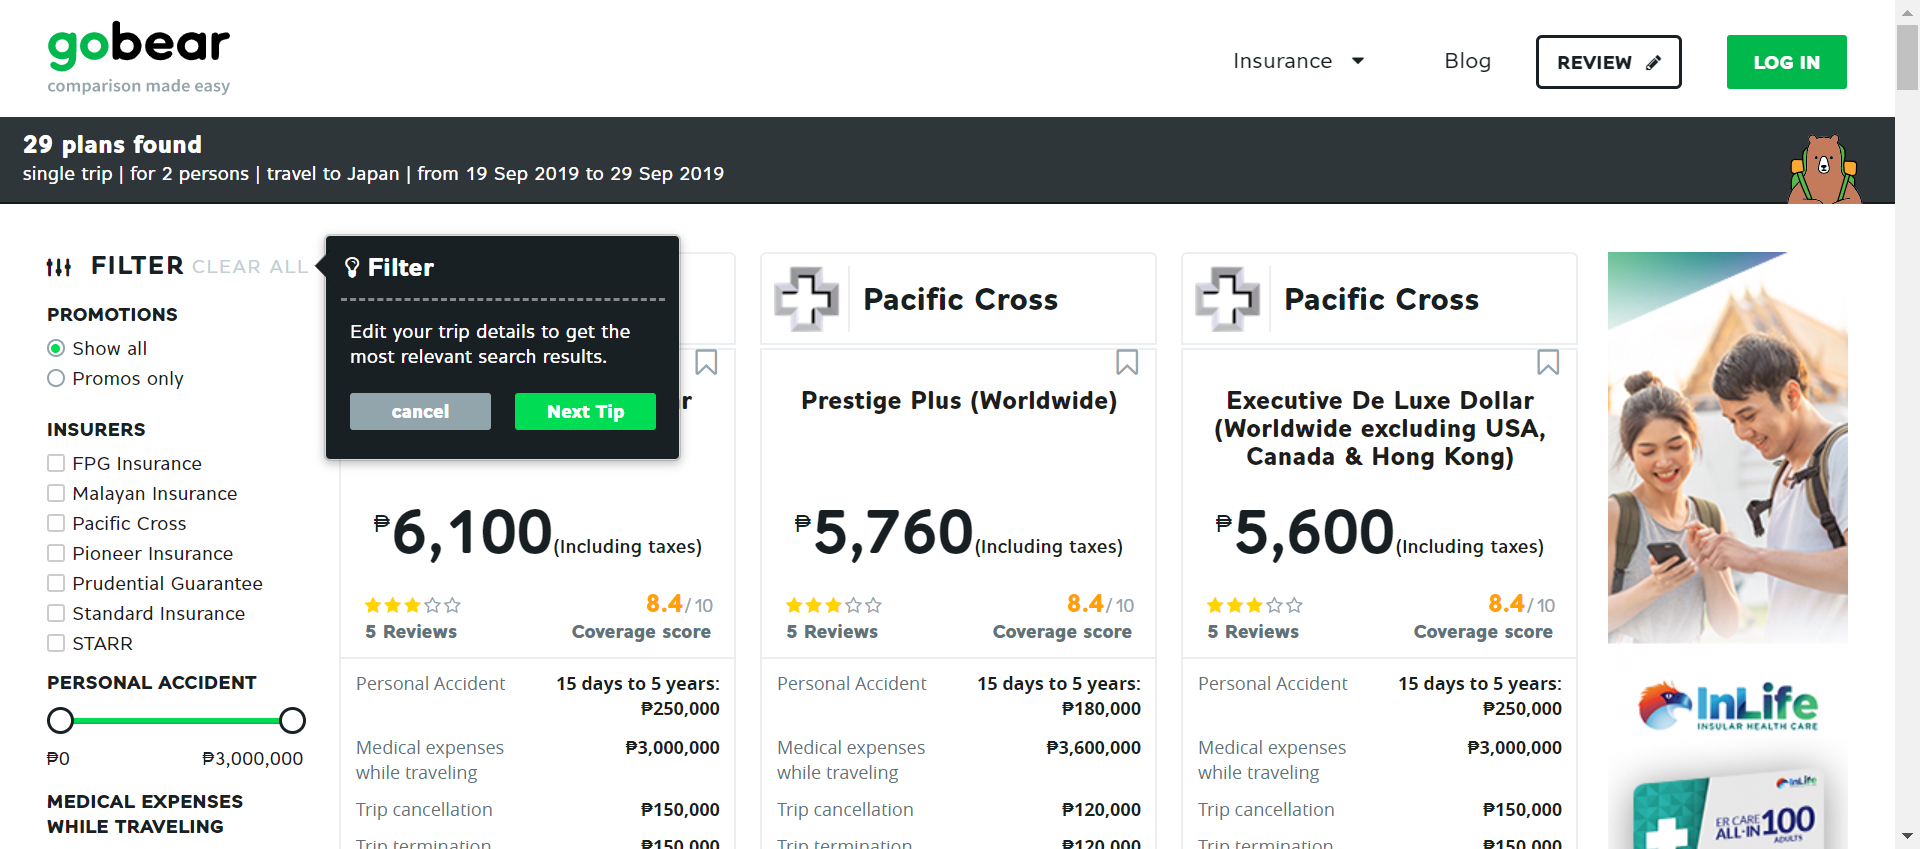 gobear
comparison made easy
Insurance
Blog
REVIEW
LOG IN
29 plans found
single trip | for 2 persons | travel to Japan | from 19 Sep 2019 to 29 Sep 2019
FILTER CLEAR ALL
PROMOTIONS
Show all
Promos only
INSURERS
FPG Insurance
Malayan Insurance
Pacific Cross
Pioneer Insurance
Prudential Guarantee
Standard Insurance
STARR
PERSONAL ACCIDENT
₱0 ₱3,000,000
MEDICAL EXPENSES
WHILE TRAVELING
Filter
Edit your trip details to get the
most relevant search results.
cancel
Next Tip
r
₱6,100 (Including taxes)
8.4/10
5 Reviews Coverage score
Personal Accident 15 days to 5 years:
₱250,000
Medical expenses ₱3,000,000
while traveling
Trip cancellation ₱150,000
Trip termination ₱150,000
Pacific Cross
Prestige Plus (Worldwide)
₱5,760 (Including taxes)
8.4/10
5 Reviews Coverage score
Personal Accident 15 days to 5 years:
₱180,000
Medical expenses ₱3,600,000
while traveling
Trip cancellation ₱120,000
Trip termination ₱120,000
Pacific Cross
Executive De Luxe Dollar
(Worldwide excluding USA,
Canada & Hong Kong)
₱5,600 (Including taxes)
8.4/10
5 Reviews Coverage score
Personal Accident 15 days to 5 years:
₱250,000
Medical expenses ₱3,000,000
while traveling
Trip cancellation ₱150,000
Trip termination ₱150,000
InLife
INSULAR HEALTH CARE
InLife
ER CARE
ALL-IN 100
ADULTS